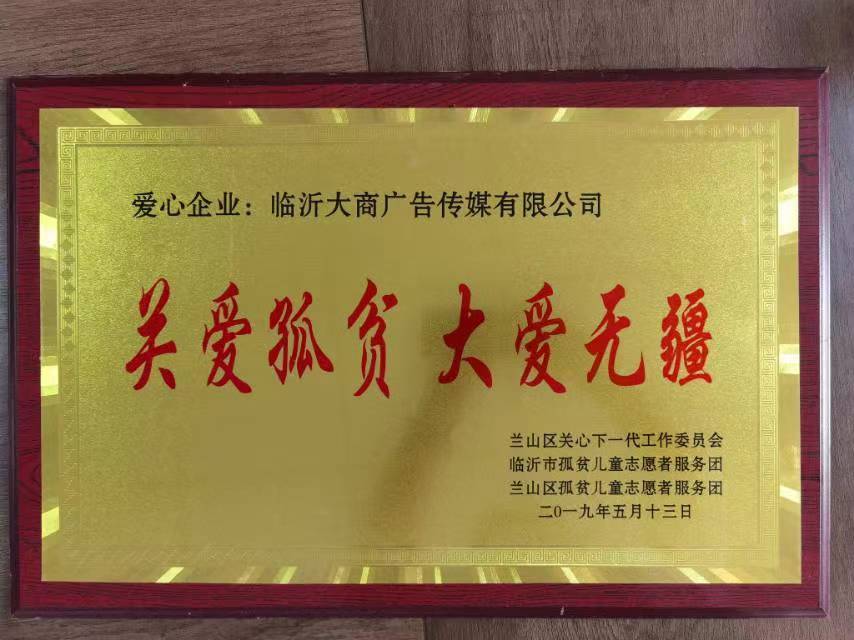 爱心企业：临沂大商广告传媒有限公司
关爱孤贫 大爱无疆
兰山区关心下一代工作委员会
临沂市孤贫儿童志愿者服务团
兰山区孤贫儿童志愿者服务团
二0一九年五月十三日